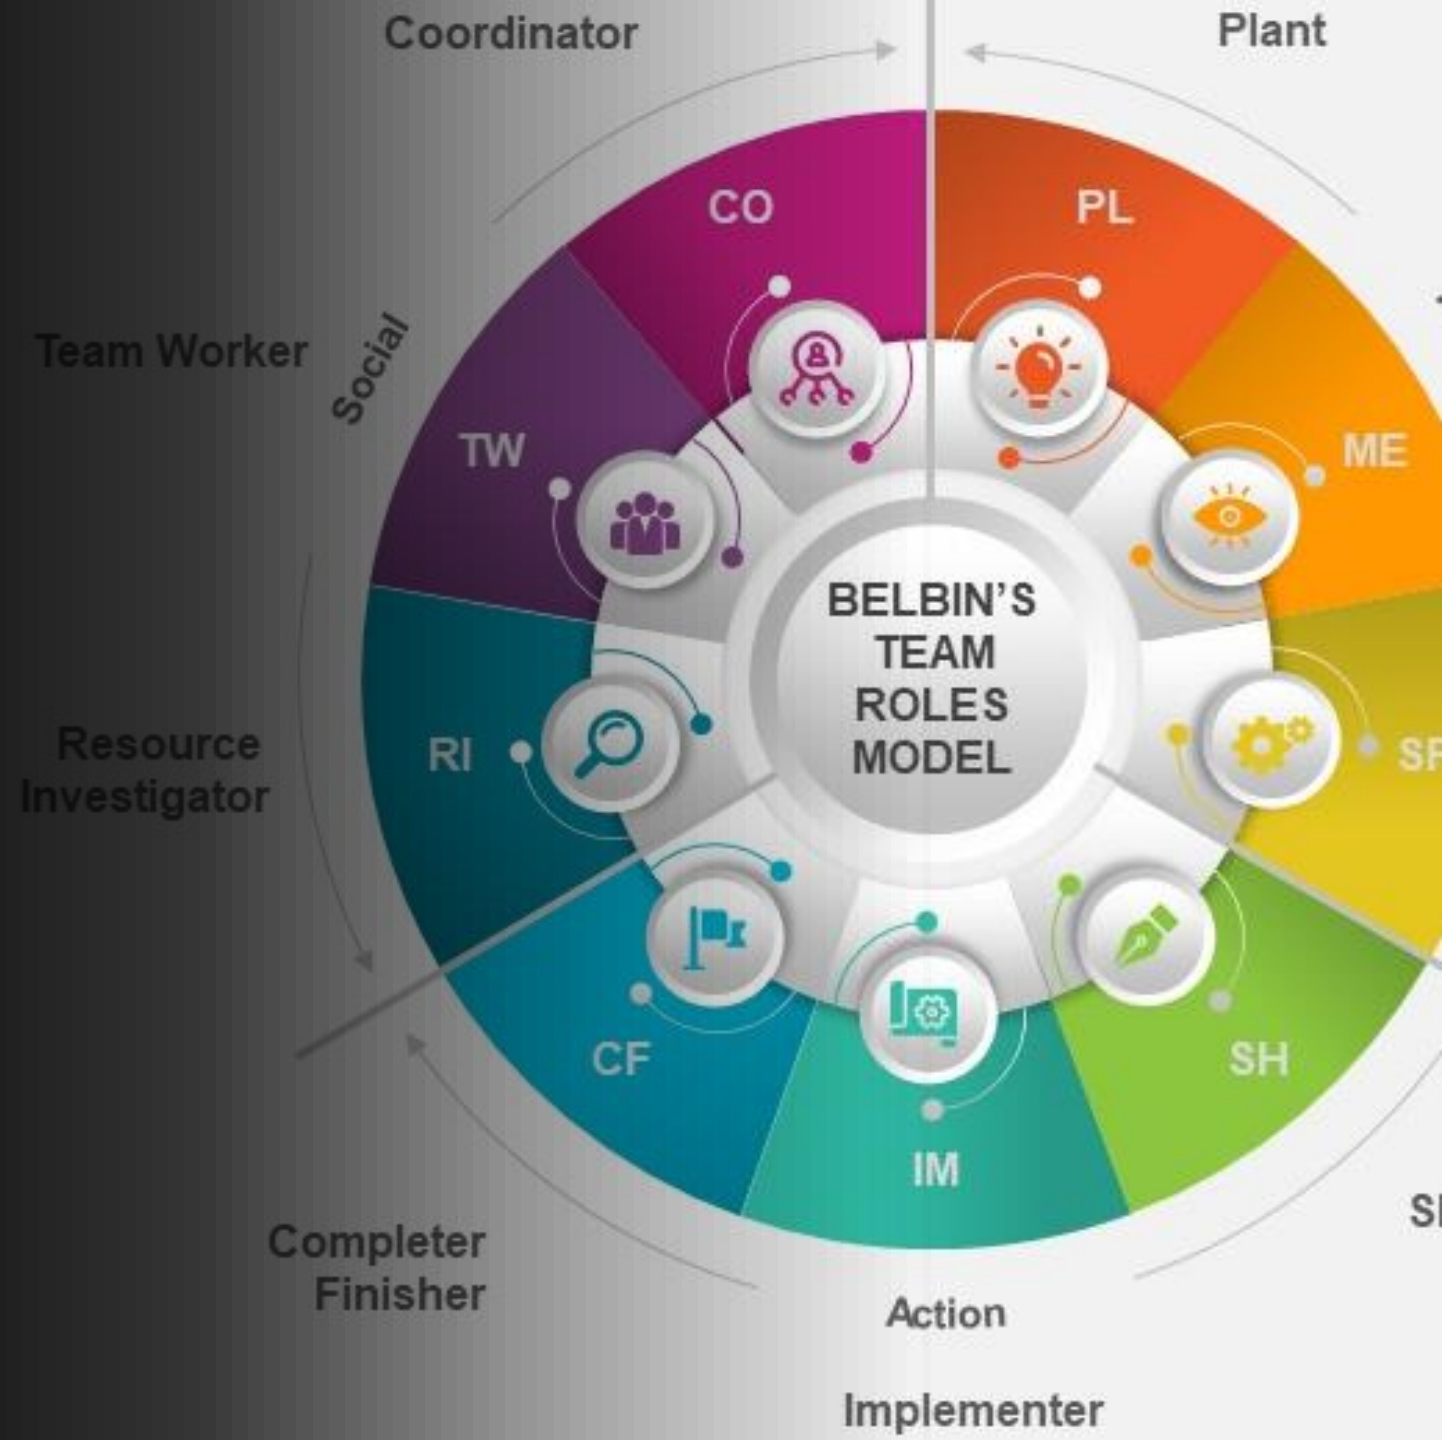 Coordinator
Plant
CO
PL
Team Worker
Social
TW
ME
BELBIN'S
TEAM
ROLES
MODEL
Resource
Investigator
RI
CF
SH
IM
Completer
Finisher
Action
Implementer